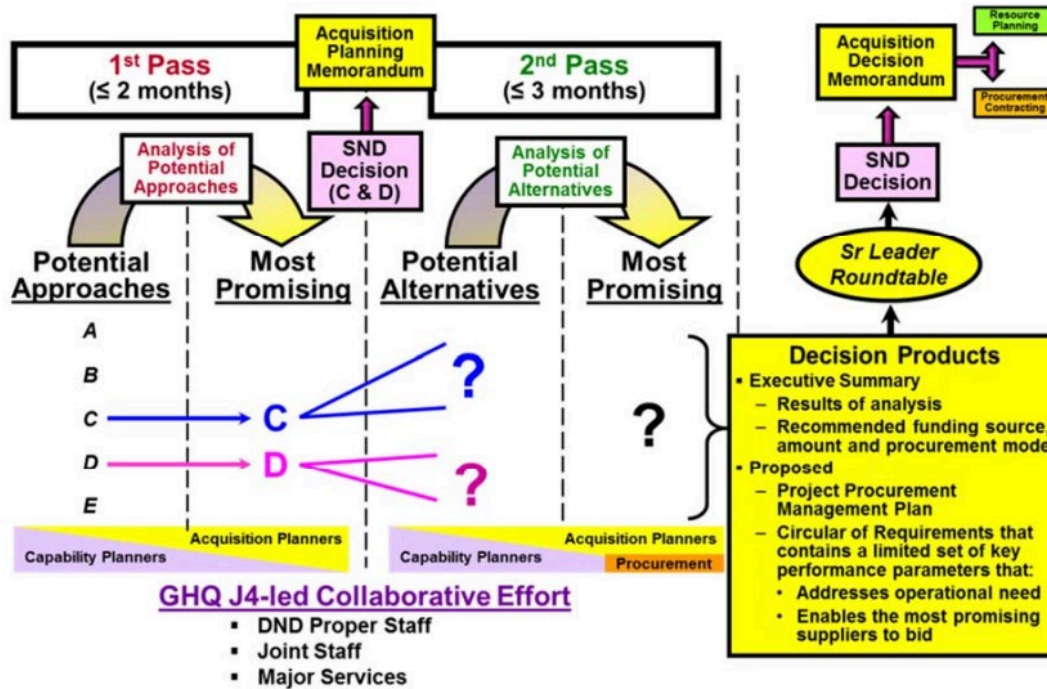 1st Pass
(≤ 2 months)
Acquisition
Planning
Memorandum
2nd Pass
(≤ 3 months)
Acquisition
Decision
Memorandum
Resource
Planning
Procurement
Contracting
Analysis of
Potential
Approaches
SND
Decision
(C & D)
Analysis of
Potential
Alternatives
SND
Decision
Potential
Approaches
Most
Promising
Potential
Alternatives
Most
Promising
Sr Leader
Roundtable
A
B
C
D
E
C
D
?
?
?
Decision Products
▪ Executive Summary
– Results of analysis
– Recommended funding source,
amount and procurement mode
▪ Proposed
– Project Procurement
Management Plan
– Circular of Requirements that
contains a limited set of key
performance parameters that:
• Addresses operational need
• Enables the most promising
suppliers to bid
Acquisition Planners
Capability Planners
Acquisition Planners
Capability Planners
Procurement
GHQ J4-led Collaborative Effort
▪ DND Proper Staff
▪ Joint Staff
▪ Major Services